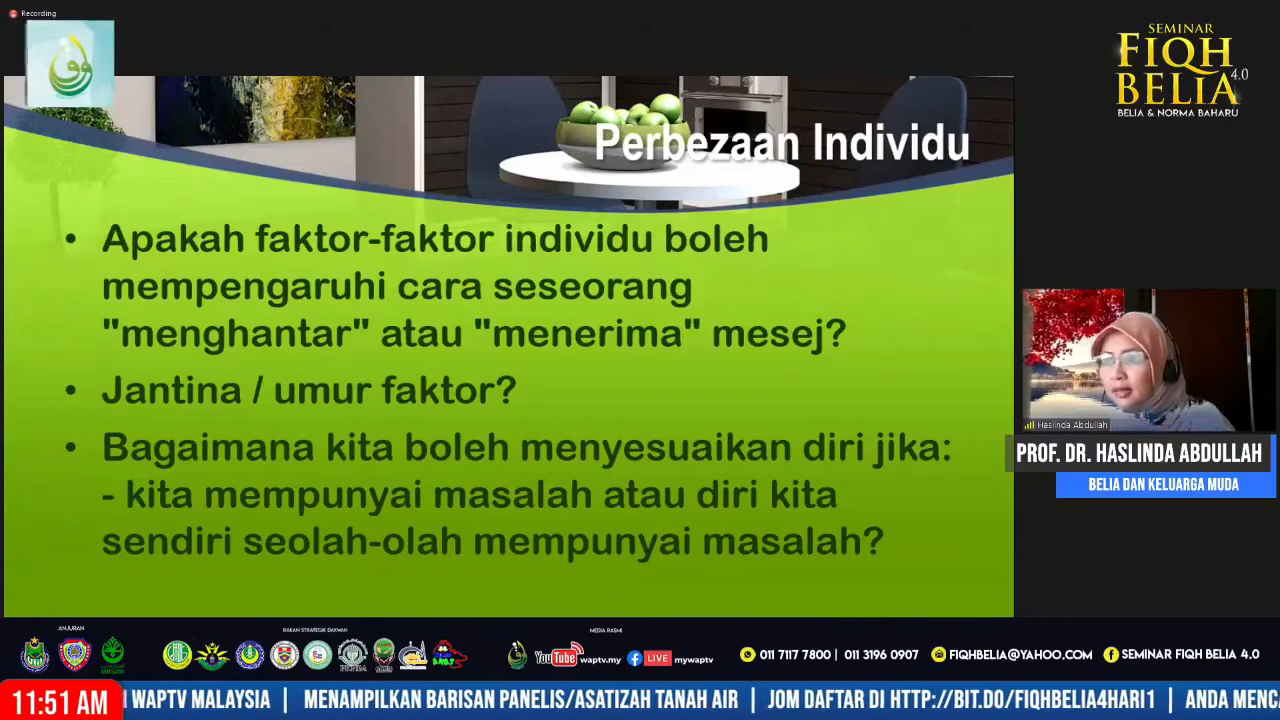 Recording
SEMINAR
FIQH
BELIA 4.0
BELIA & NORMA BAHARU
Perbezaan Individu
• Apakah faktor-faktor individu boleh
mempengaruhi cara seseorang
"menghantar" atau "menerima" mesej?
• Jantina / umur faktor?
• Bagaimana kita boleh menyesuaikan diri jika:
- kita mempunyai masalah atau diri kita
sendiri seolah-olah mempunyai masalah?
Haslinda Abdullah
PROF. DR. HASLINDA ABDULLAH
BELIA DAN KELUARGA MUDA
ANJURAN
RAKAN STRATEGIK DAKWAH
MEDIA RASMI
YouTube waptv.my LIVE mywaptv
011 7117 7800 | 011 3196 0907
FIQHBELIA@YAHOO.COM
SEMINAR FIQH BELIA 4.0
11:51 AM
WAPTV MALAYSIA | MENAMPILKAN BARISAN PANELIS/ASATIZAH TANAH AIR | JOM DAFTAR DI HTTP://BIT.DO/FIQHBELIA4HARI1 | ANDA MENC